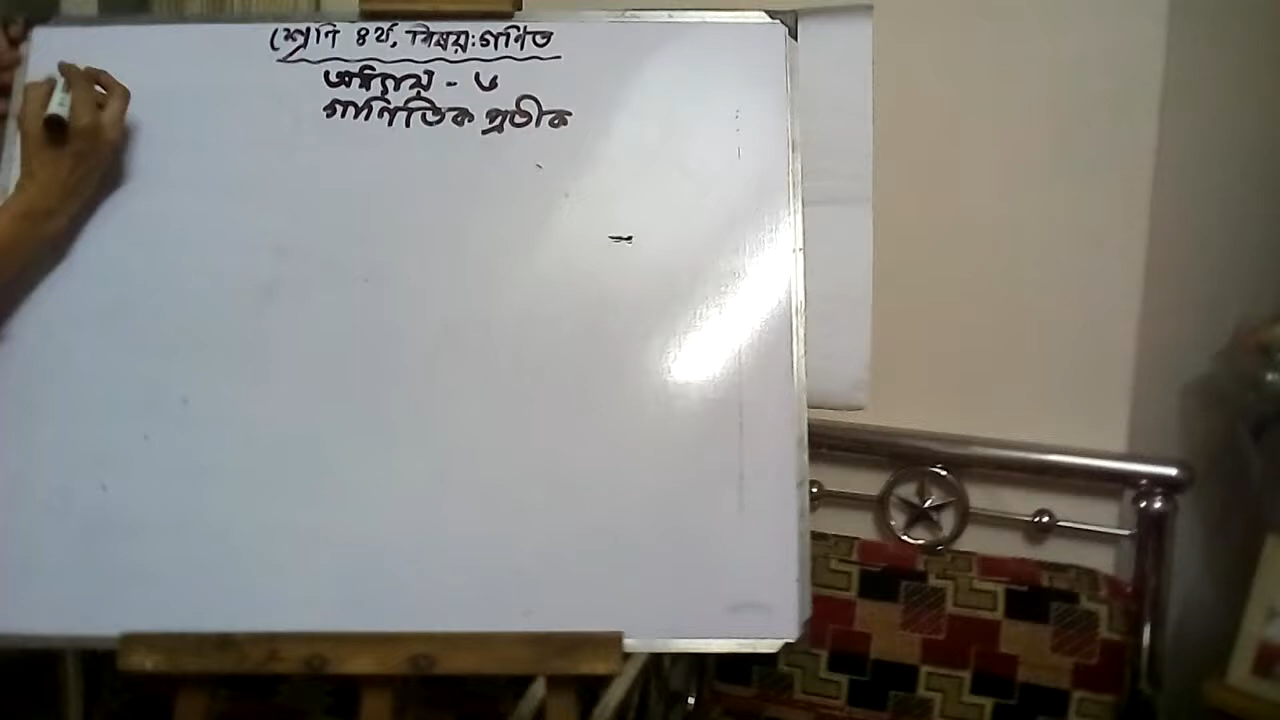 শ্রেণি ৪র্থ, বিষয়:গণিত
অধ্যায় - ৬
গাণিতিক প্রতীক